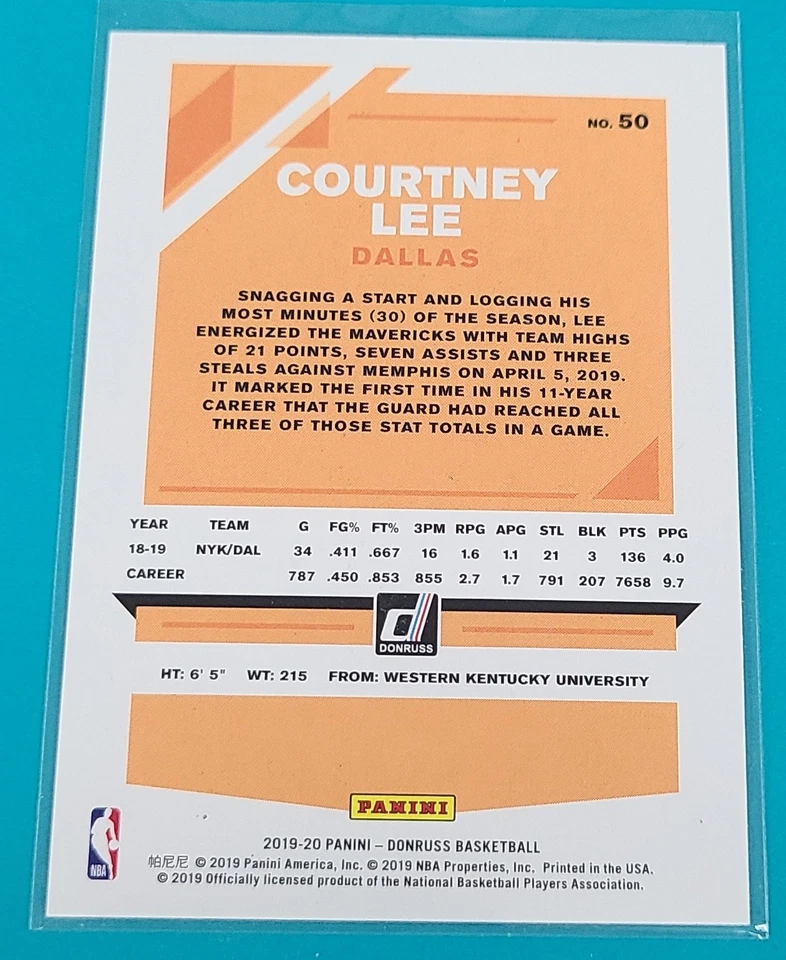 NO. 50
COURTNEY
LEE
DALLAS
SNAGGING A START AND LOGGING HIS
MOST MINUTES (30) OF THE SEASON, LEE
ENERGIZED THE MAVERICKS WITH TEAM HIGHS
OF 21 POINTS, SEVEN ASSISTS AND THREE
STEALS AGAINST MEMPHIS ON APRIL 5, 2019.
IT MARKED THE FIRST TIME IN HIS 11-YEAR
CAREER THAT THE GUARD HAD REACHED ALL
THREE OF THOSE STAT TOTALS IN A GAME.
YEAR TEAM G FG% FT% 3PM RPG APG STL BLK PTS PPG
18-19 NYK/DAL 34 .411 .667 16 1.6 1.1 21 3 136 4.0
CAREER 787 .450 .853 855 2.7 1.7 791 207 7658 9.7
d
DONRUSS
HT: 6' 5" WT: 215 FROM: WESTERN KENTUCKY UNIVERSITY
PANINI
NBA
2019-20 PANINI – DONRUSS BASKETBALL
帕尼尼 © 2019 Panini America, Inc. © 2019 NBA Properties, Inc. Printed in the USA.
© 2019 Officially licensed product of the National Basketball Players Association.